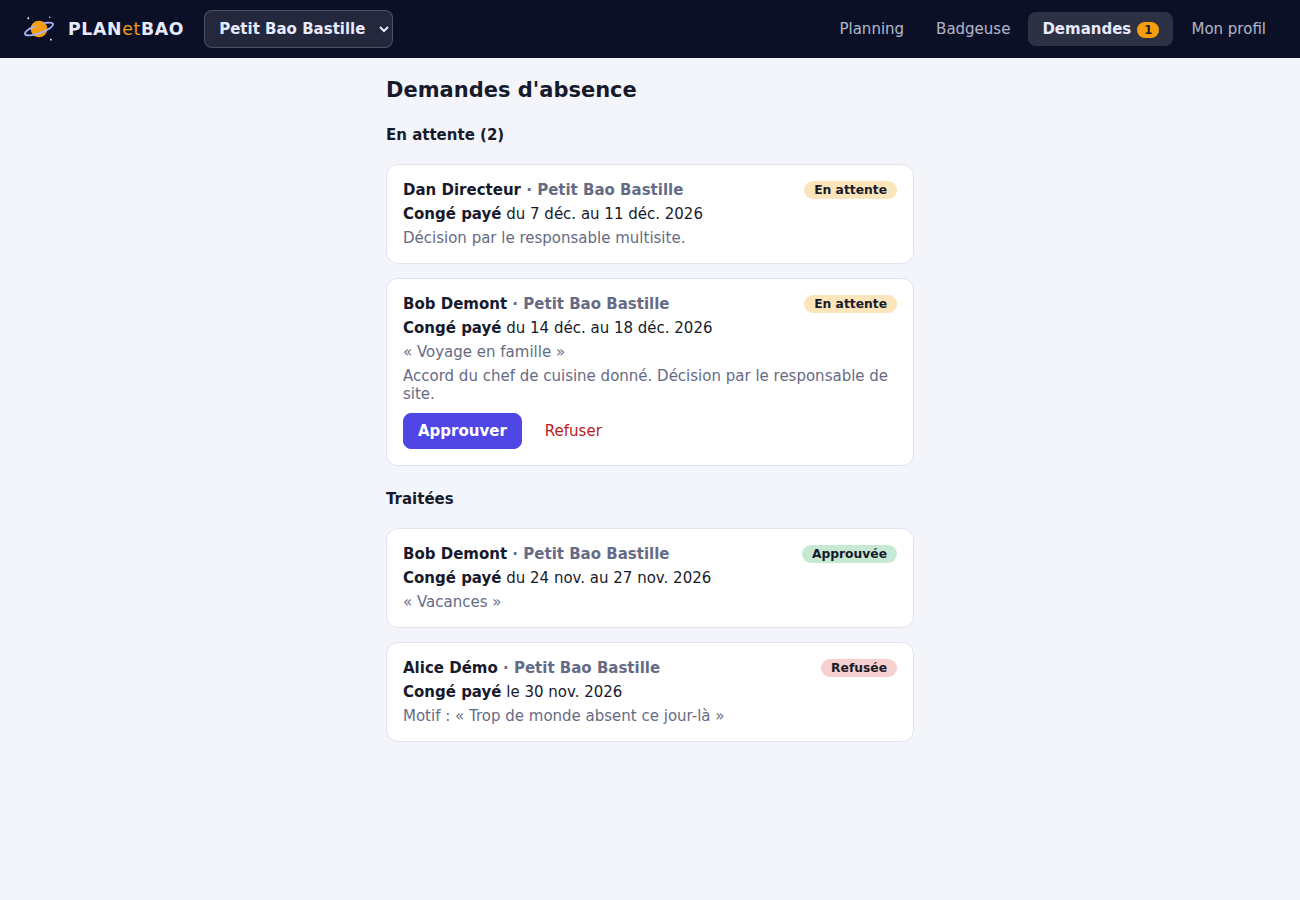 PLANetBAO
Petit Bao Bastille
Planning
Badgeuse
Demandes 1
Mon profil
Demandes d'absence
En attente (2)
Dan Directeur · Petit Bao Bastille
En attente
Congé payé du 7 déc. au 11 déc. 2026
Décision par le responsable multisite.
Bob Demont · Petit Bao Bastille
En attente
Congé payé du 14 déc. au 18 déc. 2026
« Voyage en famille »
Accord du chef de cuisine donné. Décision par le responsable de
site.
Approuver
Refuser
Traitées
Bob Demont · Petit Bao Bastille
Approuvée
Congé payé du 24 nov. au 27 nov. 2026
« Vacances »
Alice Démo · Petit Bao Bastille
Refusée
Congé payé le 30 nov. 2026
Motif : « Trop de monde absent ce jour-là »